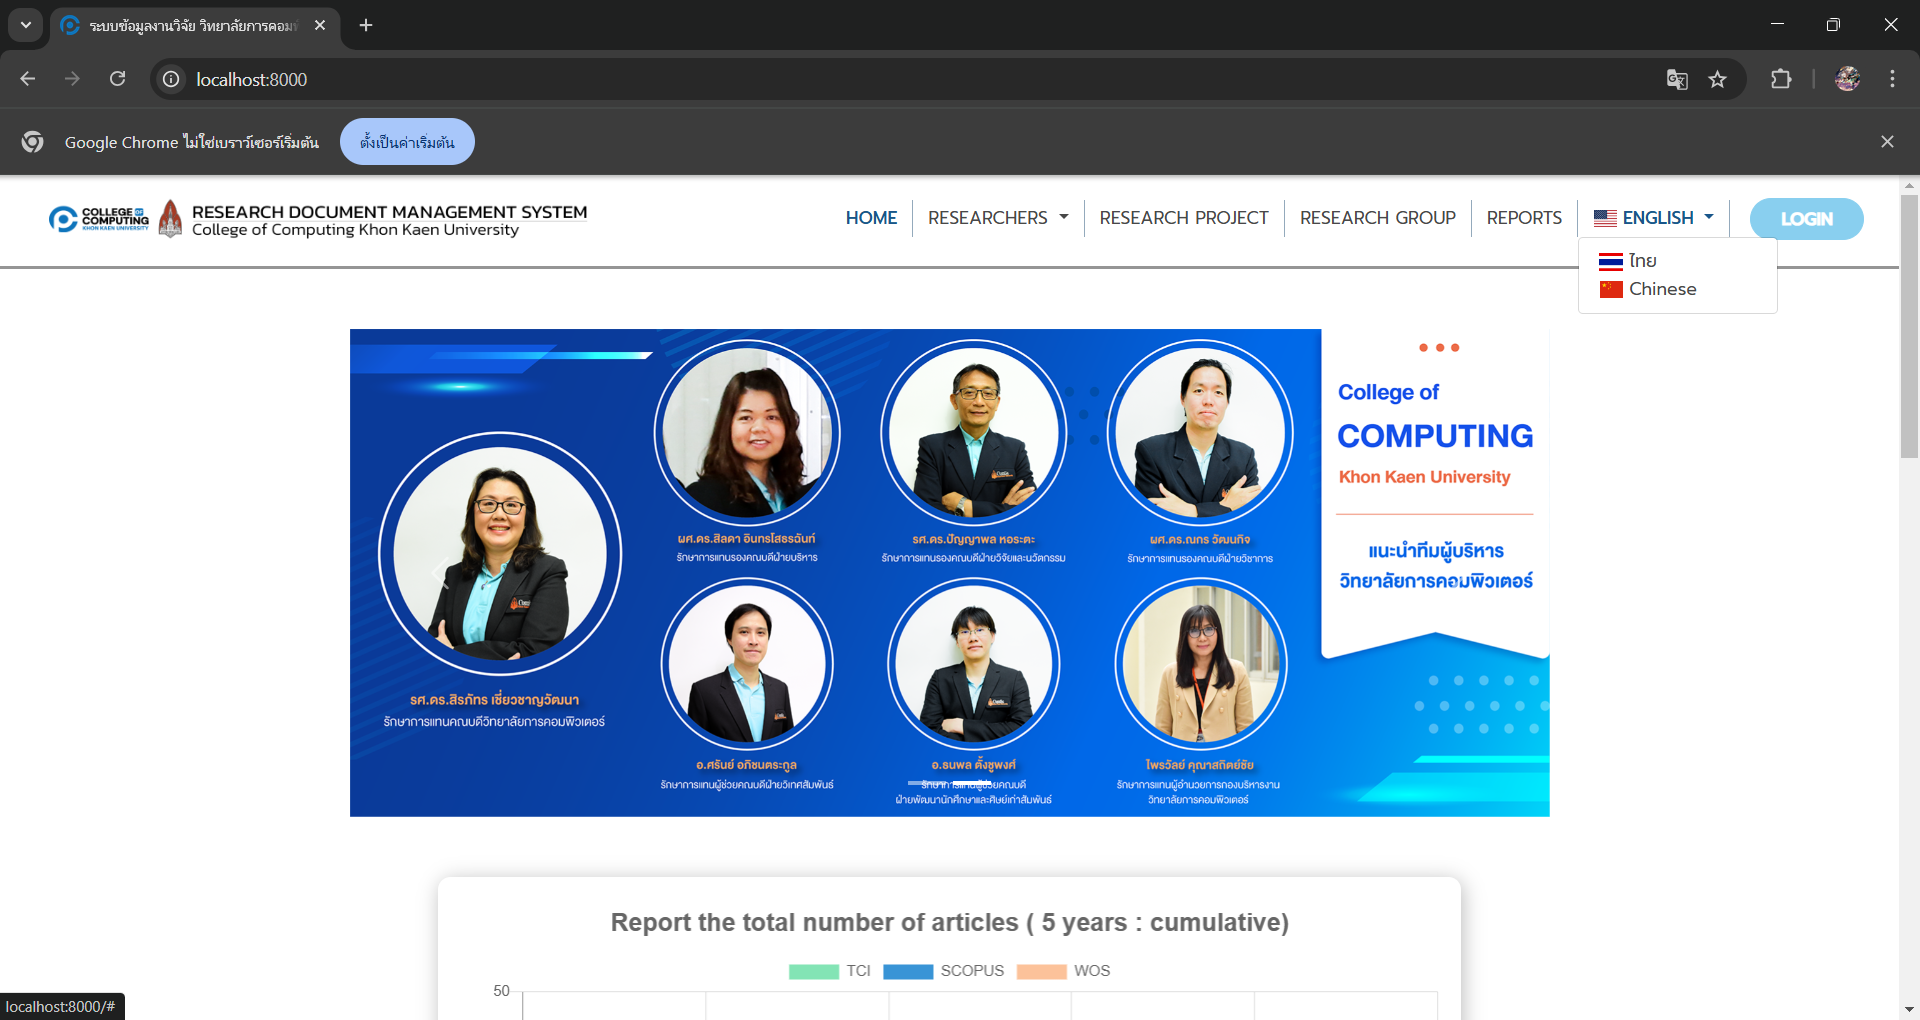 ระบบข้อมูลงานวิจัย วิทยาลัยการคอมพ
localhost:8000
Google Chrome ไม่ใช่เบราว์เซอร์เริ่มต้น
ตั้งเป็นค่าเริ่มต้น
COLLEGE OF
COMPUTING
KHON KAEN UNIVERSITY
RESEARCH DOCUMENT MANAGEMENT SYSTEM
College of Computing Khon Kaen University
HOME
RESEARCHERS
RESEARCH PROJECT
RESEARCH GROUP
REPORTS
ENGLISH
LOGIN
ไทย
Chinese
College of
COMPUTING
Khon Kaen University
แนะนำทีมผู้บริหาร
วิทยาลัยการคอมพิวเตอร์
ผศ.ดร.สิลดา อินทรโสธรฉันท์
รักษาการแทนรองคณบดีฝ่ายบริหาร
รศ.ดร.ปัญญาพล หอระตะ
รักษาการแทนรองคณบดีฝ่ายวิจัยและนวัตกรรม
ผศ.ดร.ณกร วัฒนกิจ
รักษาการแทนรองคณบดีฝ่ายวิชาการ
รศ.ดร.สิรภัทร เชี่ยวชาญวัฒนา
รักษาการแทนคณบดีวิทยาลัยการคอมพิวเตอร์
อ.ศรันย์ อภิชนตระกูล
รักษาการแทนผู้ช่วยคณบดีฝ่ายวิเทศสัมพันธ์
อ.ธนพล ตั้งชูพงศ์
รักษาการแทนผู้ช่วยคณบดี
ฝ่ายพัฒนานักศึกษาและศิษย์เก่าสัมพันธ์
ไพรวัลย์ คุณาสถิตย์ชัย
รักษาการแทนผู้อำนวยการกองบริหารงาน
วิทยาลัยการคอมพิวเตอร์
Report the total number of articles ( 5 years : cumulative)
TCI
SCOPUS
WOS
50
localhost:8000/#